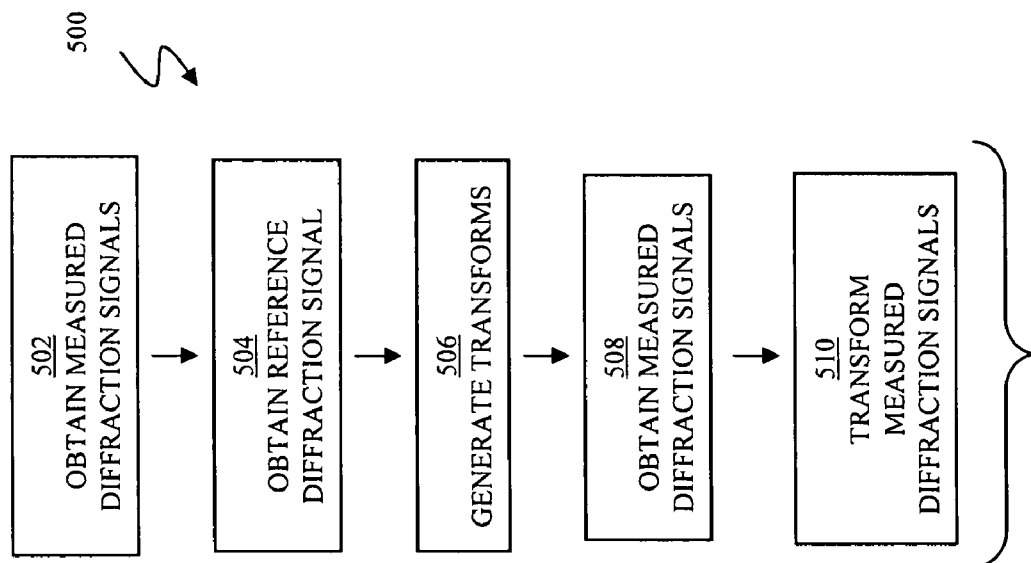 500
502
OBTAIN MEASURED
DIFFRACTION SIGNALS
504
OBTAIN REFERENCE
DIFFRACTION SIGNAL
506
GENERATE TRANSFORMS
508
OBTAIN MEASURED
DIFFRACTION SIGNALS
510
TRANSFORM
MEASURED
DIFFRACTION SIGNALS